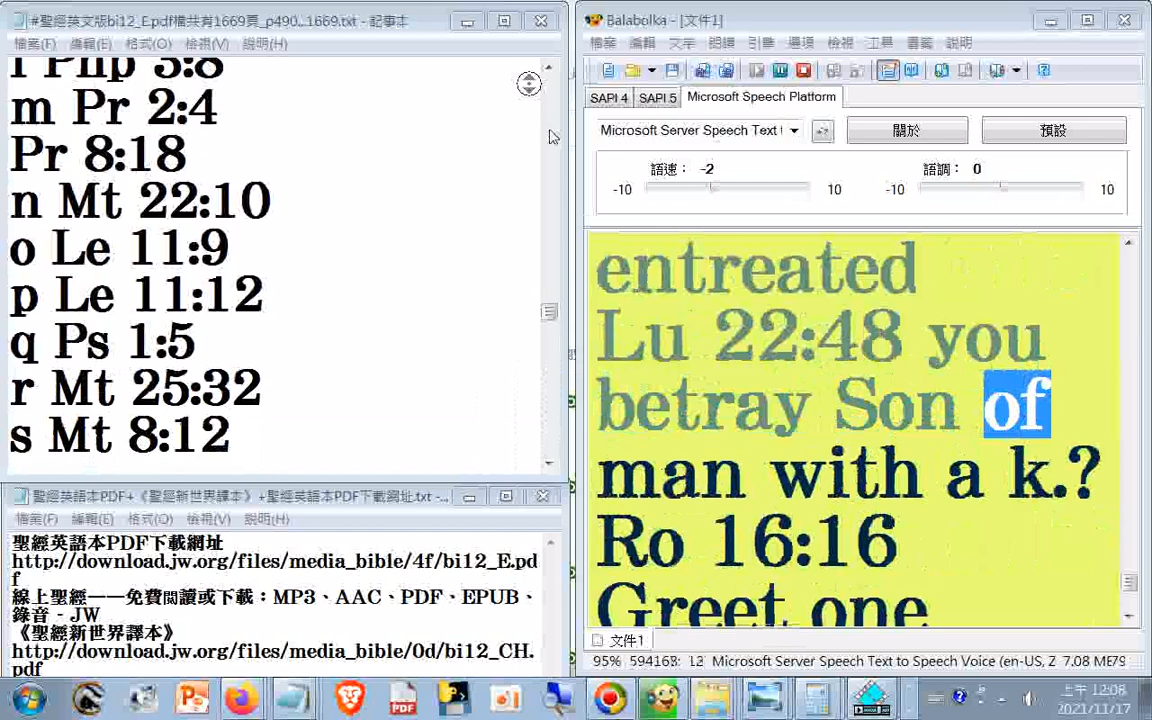 #聖經英文版bi12_E.pdf檔共有1669頁_p490...1669.txt - 記事本
檔案(F) 編輯(E) 格式(O) 檢視(V) 說明(H)
l Php 3:8
m Pr 2:4
Pr 8:18
n Mt 22:10
o Le 11:9
p Le 11:12
q Ps 1:5
r Mt 25:32
s Mt 8:12
聖經英語本PDF+《聖經新世界譯本》+聖經英語本PDF下載網址.txt - ...
檔案(F) 編輯(E) 格式(O) 檢視(V) 說明(H)
聖經英語本PDF下載網址
http://download.jw.org/files/media_bible/4f/bi12_E.pd
f
線上聖經——免費閱讀或下載：MP3、AAC、PDF、EPUB、
錄音 - JW
《聖經新世界譯本》
http://download.jw.org/files/media_bible/0d/bi12_CH.
pdf
Balabolka - [文件1]
檔案 編輯 文字 朗讀 引擎 選項 檢視 工具 書籤 說明
SAPI 4 SAPI 5 Microsoft Speech Platform
Microsoft Server Speech Text
關於 預設
語速： -2 語調： 0
-10 10 -10 10
entreated
Lu 22:48 you
betray Son of
man with a k.?
Ro 16:16
Greet one
文件1
95% 59416B: 12 Microsoft Server Speech Text to Speech Voice (en-US, Z 7.08 ME79
PDF
上午 12:08
2021/11/17